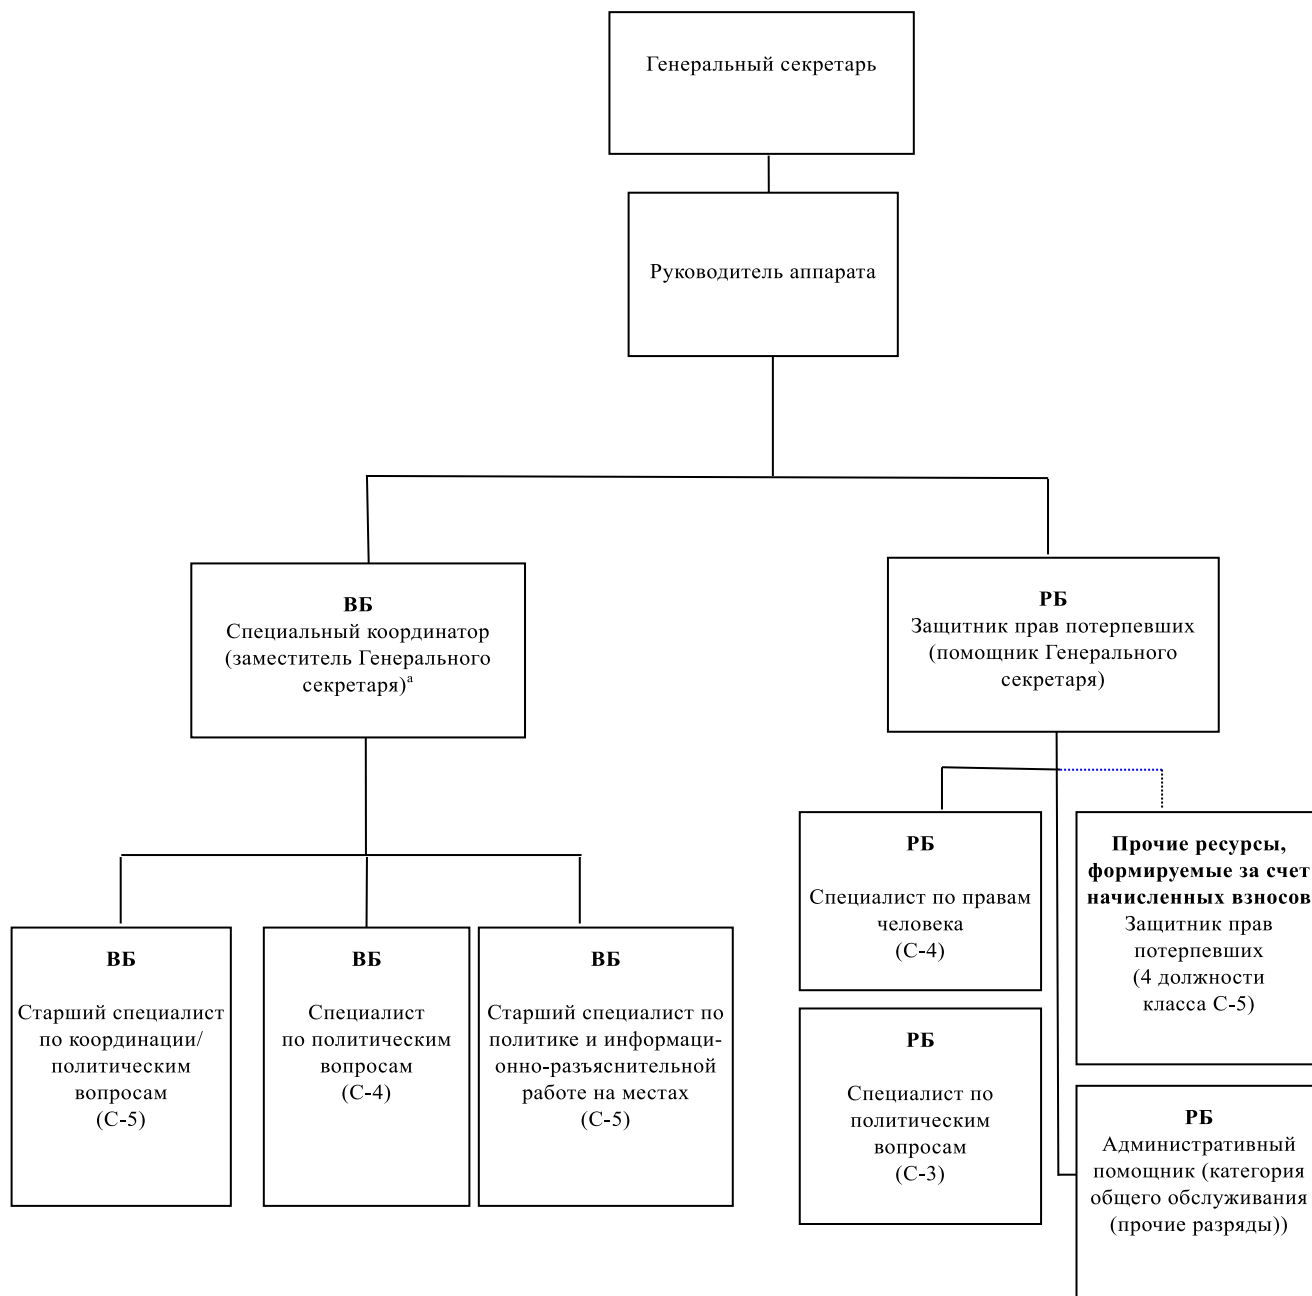 Генеральный секретарь
Руководитель аппарата
ВБ
Специальный координатор
(заместитель Генерального
секретаря)ᵃ
РБ
Защитник прав потерпевших
(помощник Генерального
секретаря)
ВБ
Старший специалист
по координации/
политическим
вопросам
(С-5)
ВБ
Специалист
по политическим
вопросам
(С-4)
ВБ
Старший специалист по
политике и информаци-
онно-разъяснительной
работе на местах
(С-5)
РБ
Специалист по правам
человека
(С-4)
Прочие ресурсы,
формируемые за счет
начисленных взносов
Защитник прав
потерпевших
(4 должности
класса С-5)
РБ
Специалист по
политическим
вопросам
(С-3)
РБ
Административный
помощник (категория
общего обслуживания
(прочие разряды))